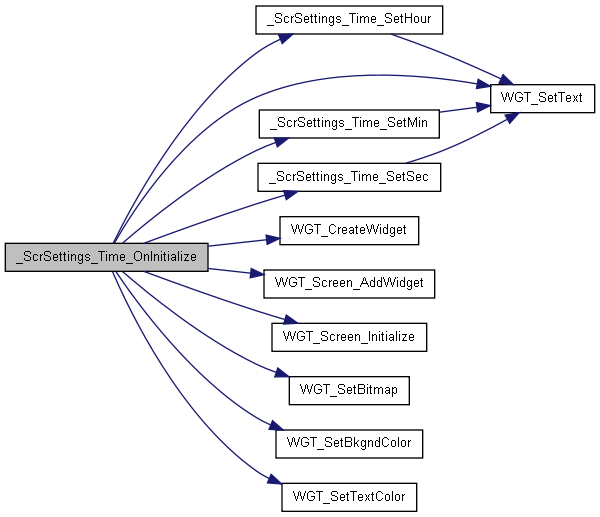 _ScrSettings_Time_SetHour
WGT_SetText
_ScrSettings_Time_SetMin
_ScrSettings_Time_SetSec
WGT_CreateWidget
_ScrSettings_Time_OnInitialize
WGT_Screen_AddWidget
WGT_Screen_Initialize
WGT_SetBitmap
WGT_SetBkgndColor
WGT_SetTextColor